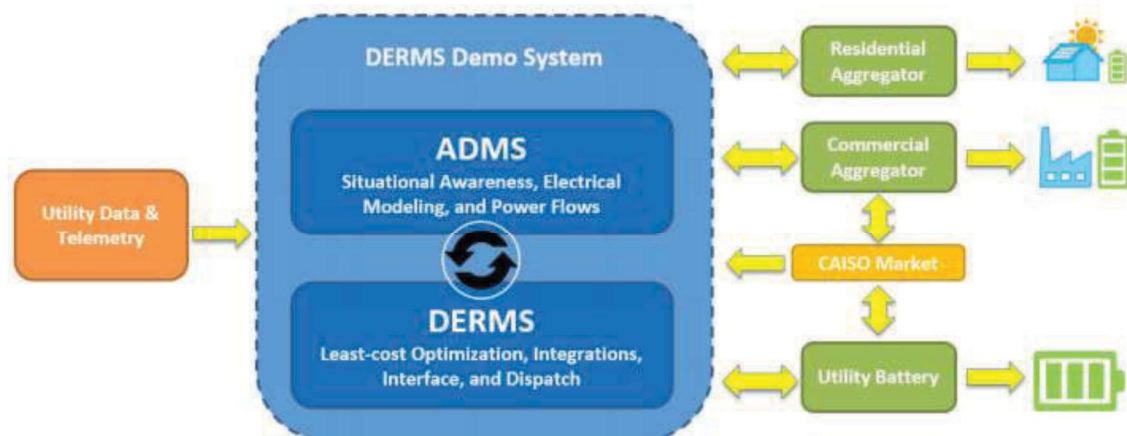 DERMS Demo System
ADMS
Situational Awareness, Electrical
Modeling, and Power Flows
DERMS
Least-cost Optimization, Integrations,
Interface, and Dispatch
Utility Data &
Telemetry
Residential
Aggregator
Commercial
Aggregator
CAISO Market
Utility Battery